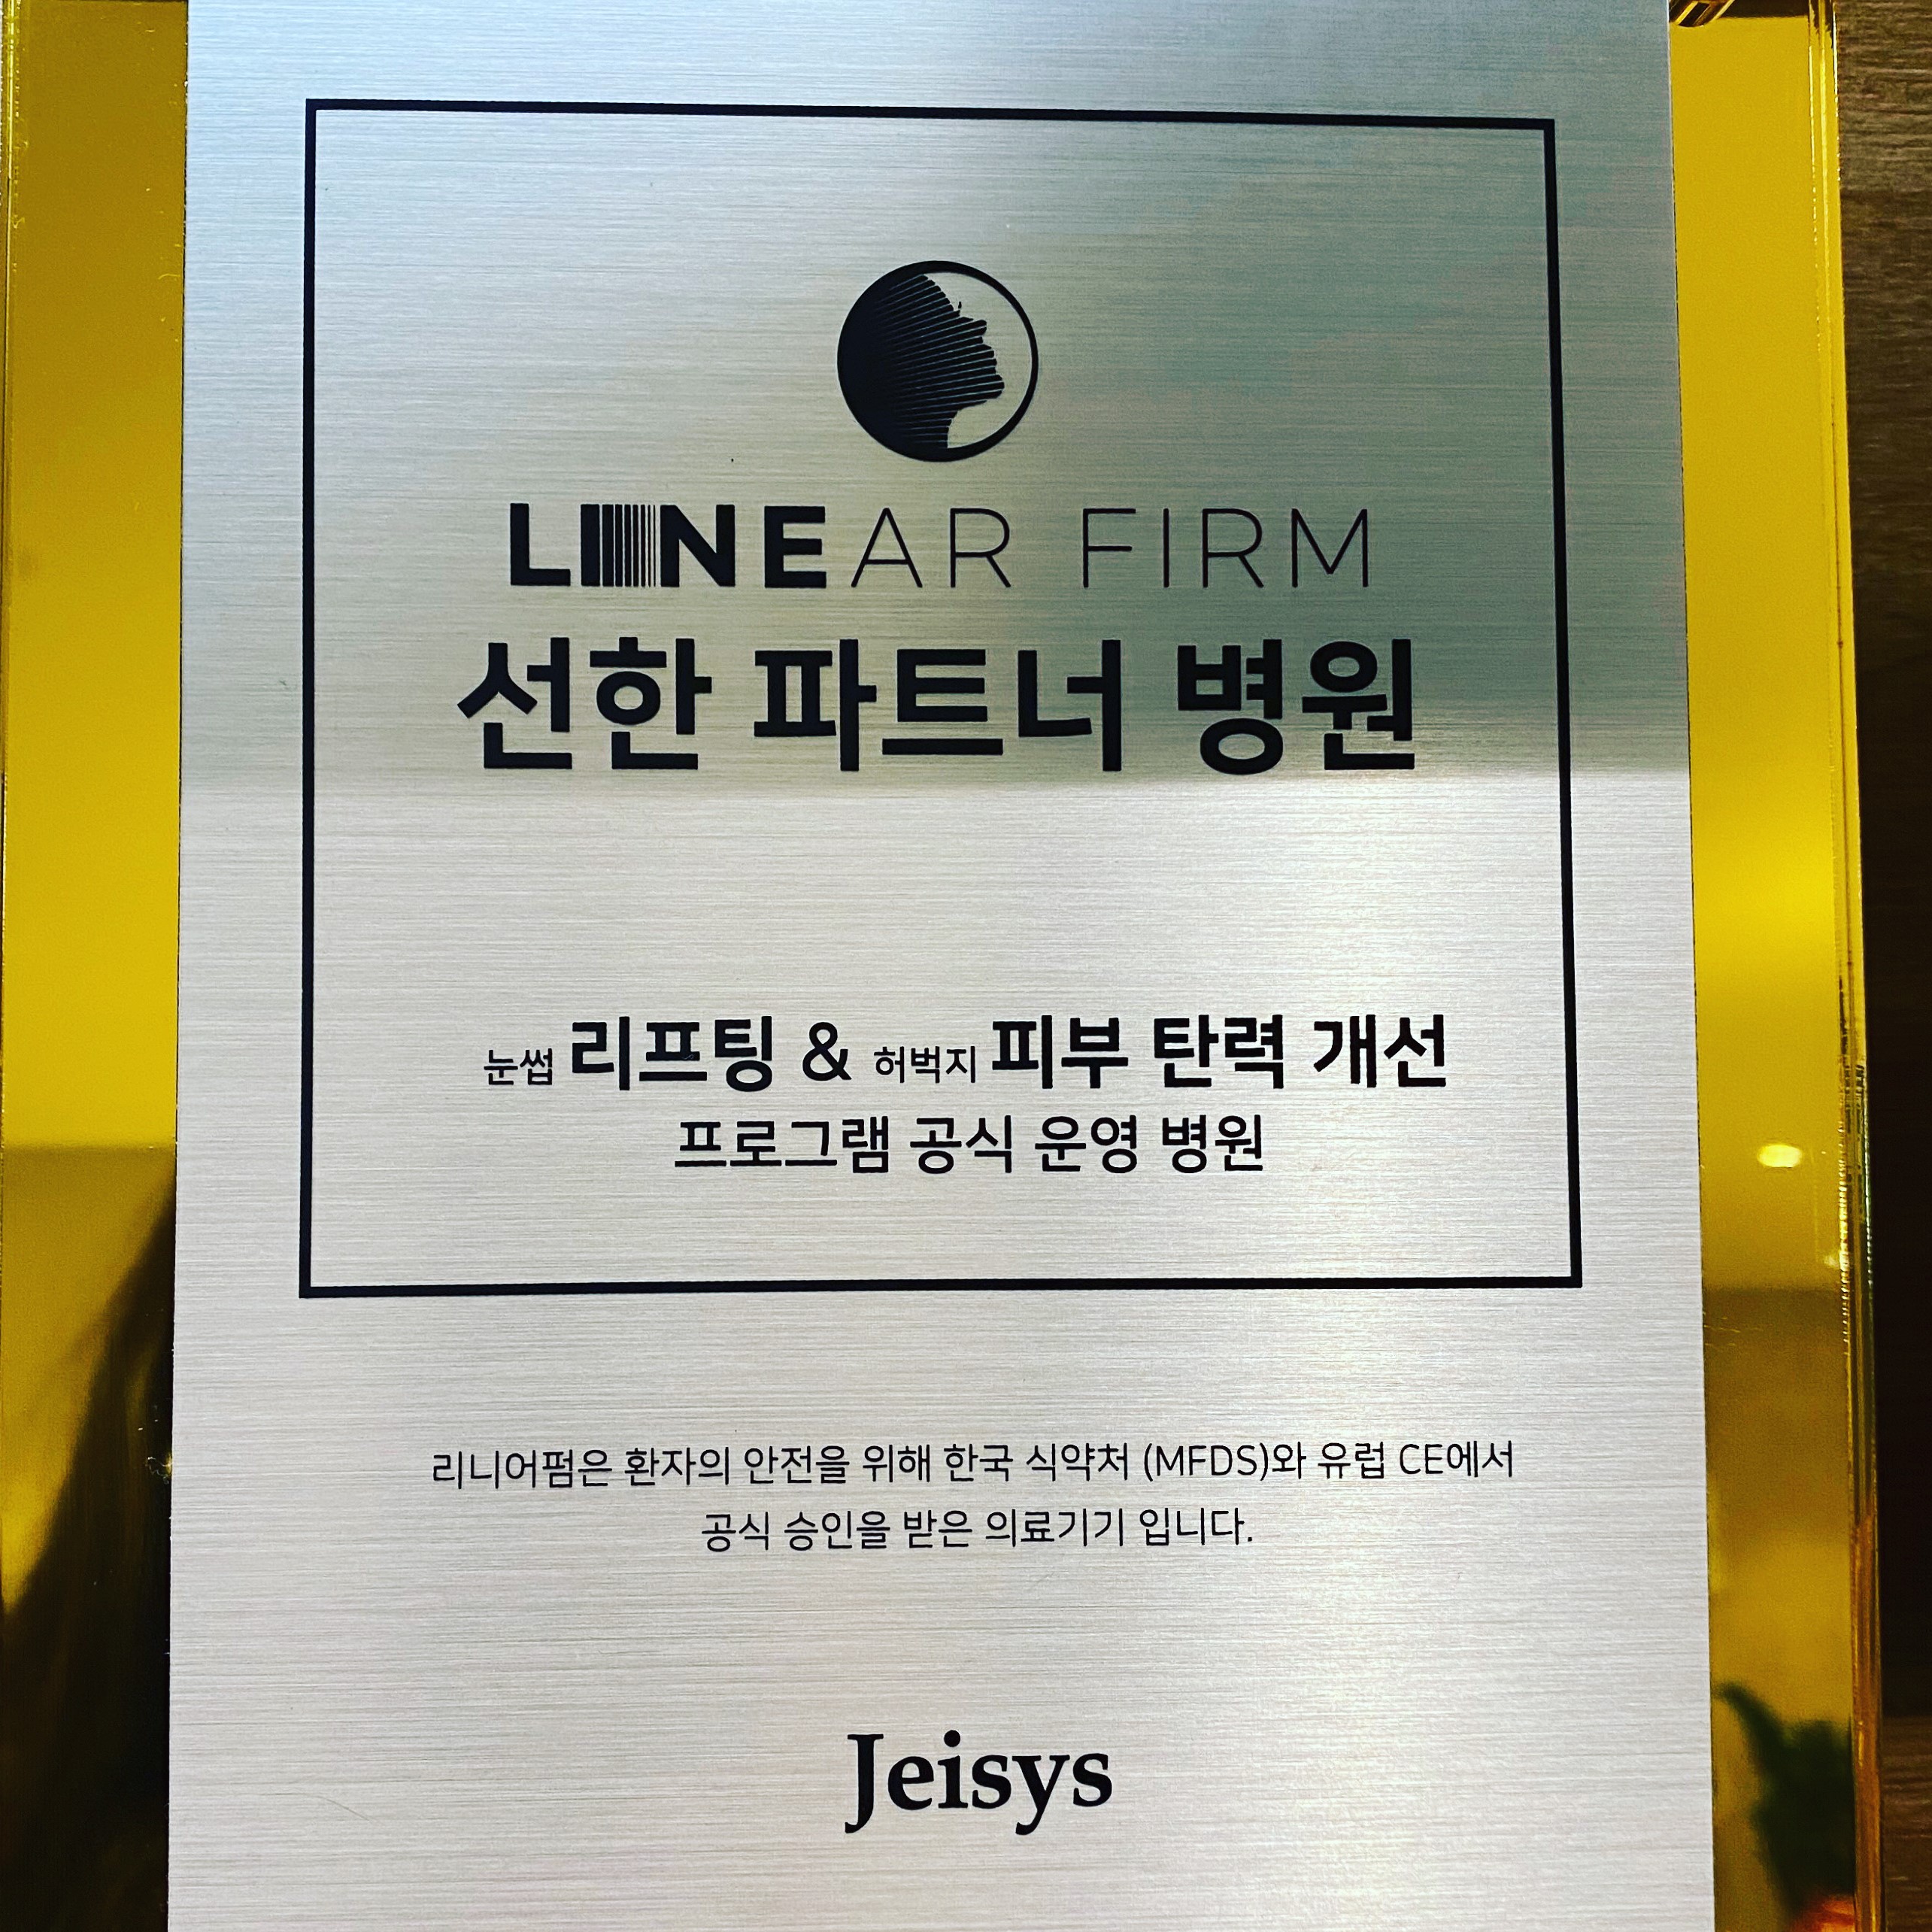 LINEAR FIRM
선한 파트너 병원
눈썹 리프팅 & 허벅지 피부 탄력 개선
프로그램 공식 운영 병원
리니어펌은 환자의 안전을 위해 한국 식약처 (MFDS)와 유럽 CE에서
공식 승인을 받은 의료기기 입니다.
Jeisys